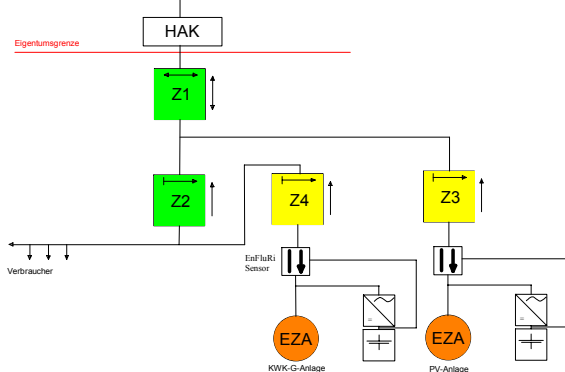 HAK
Eigentumsgrenze
Z1
Z2
Z4
Z3
EnFluRi
Sensor
Verbraucher
=
=
EZA
EZA
KWK-G-Anlage
PV-Anlage